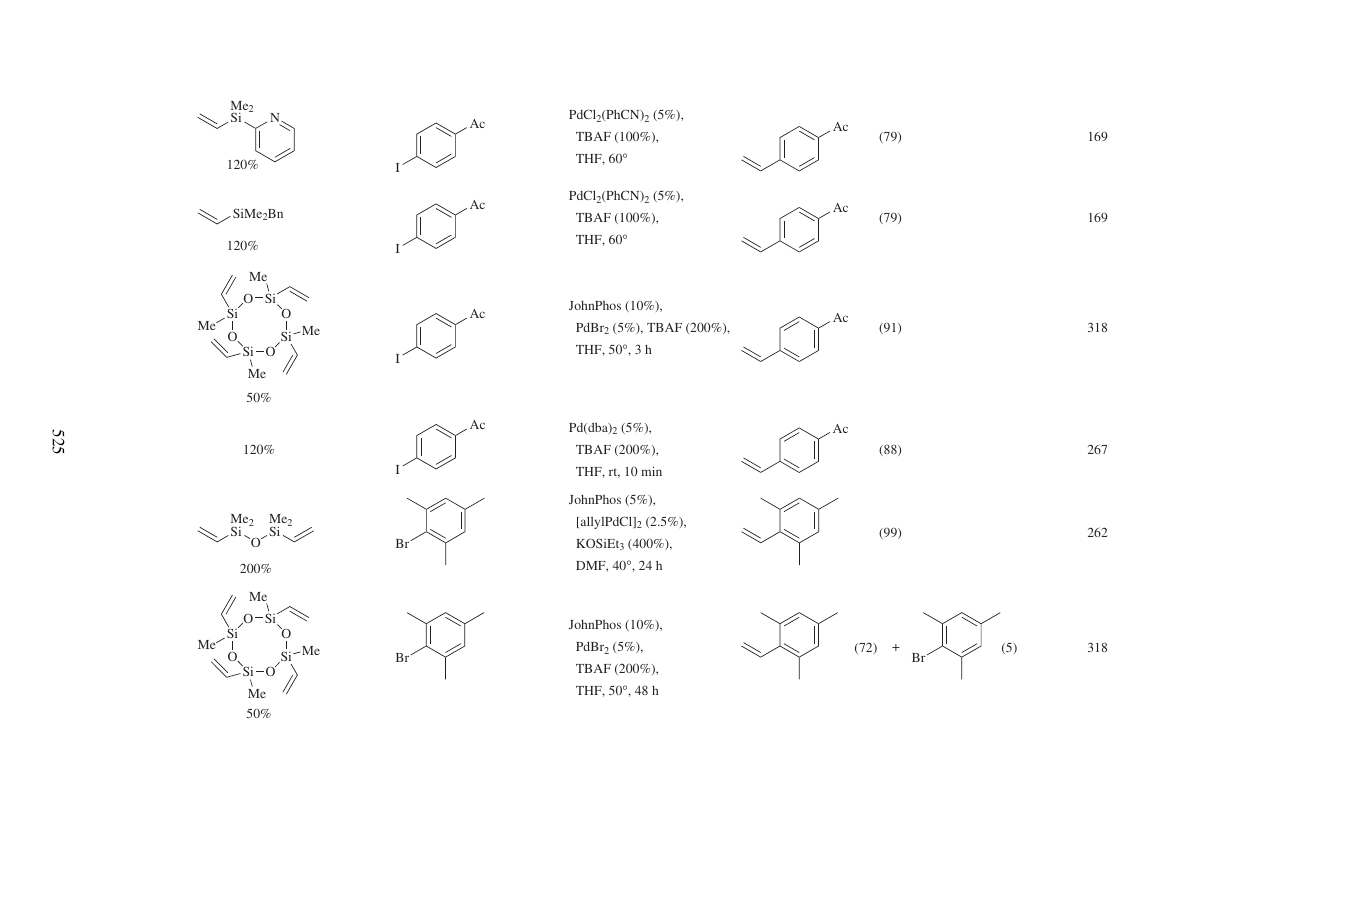 Me2
Si
N
120%
I
Ac
PdCl2(PhCN)2 (5%),
TBAF (100%),
THF, 60°
Ac
(79)
169
SiMe2Bn
120%
I
Ac
PdCl2(PhCN)2 (5%),
TBAF (100%),
THF, 60°
Ac
(79)
169
Me
O Si
Si O
Me
O Si Me
Si O
Me
50%
I
Ac
JohnPhos (10%),
PdBr2 (5%), TBAF (200%),
THF, 50°, 3 h
Ac
(91)
318
525
120%
I
Ac
Pd(dba)2 (5%),
TBAF (200%),
THF, rt, 10 min
Ac
(88)
267
Me2 Me2
Si Si
O
200%
Br
JohnPhos (5%),
[allylPdCl]2 (2.5%),
KOSiEt3 (400%),
DMF, 40°, 24 h
(99)
262
Me
O Si
Si O
Me
O Si Me
Si O
Me
50%
Br
JohnPhos (10%),
PdBr2 (5%),
TBAF (200%),
THF, 50°, 48 h
(72) +
Br
(5)
318